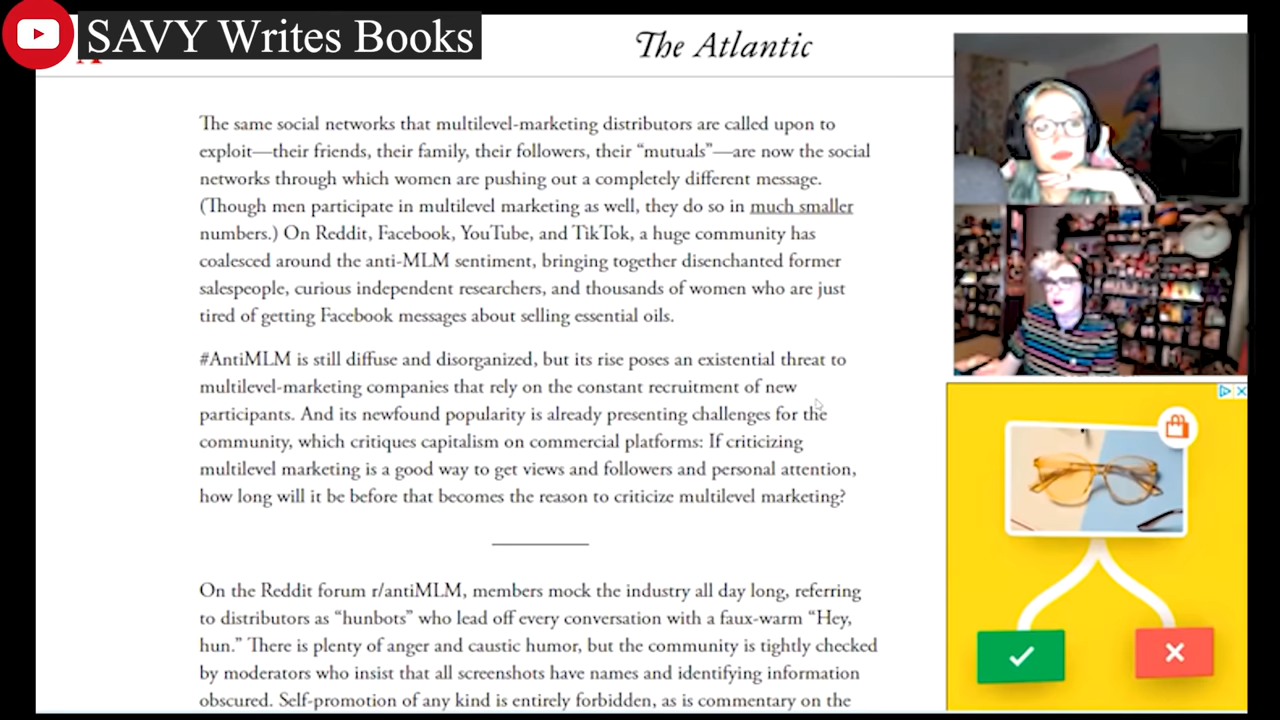 SAVY Writes Books
The Atlantic
The same social networks that multilevel-marketing distributors are called upon to
exploit—their friends, their family, their followers, their “mutuals”—are now the social
networks through which women are pushing out a completely different message.
(Though men participate in multilevel marketing as well, they do so in much smaller
numbers.) On Reddit, Facebook, YouTube, and TikTok, a huge community has
coalesced around the anti-MLM sentiment, bringing together disenchanted former
salespeople, curious independent researchers, and thousands of women who are just
tired of getting Facebook messages about selling essential oils.
#AntiMLM is still diffuse and disorganized, but its rise poses an existential threat to
multilevel-marketing companies that rely on the constant recruitment of new
participants. And its newfound popularity is already presenting challenges for the
community, which critiques capitalism on commercial platforms: If criticizing
multilevel marketing is a good way to get views and followers and personal attention,
how long will it be before that becomes the reason to criticize multilevel marketing?
On the Reddit forum r/antiMLM, members mock the industry all day long, referring
to distributors as “hunbots” who lead off every conversation with a faux-warm “Hey,
hun.” There is plenty of anger and caustic humor, but the community is tightly checked
by moderators who insist that all screenshots have names and identifying information
obscured. Self-promotion of any kind is entirely forbidden, as is commentary on the